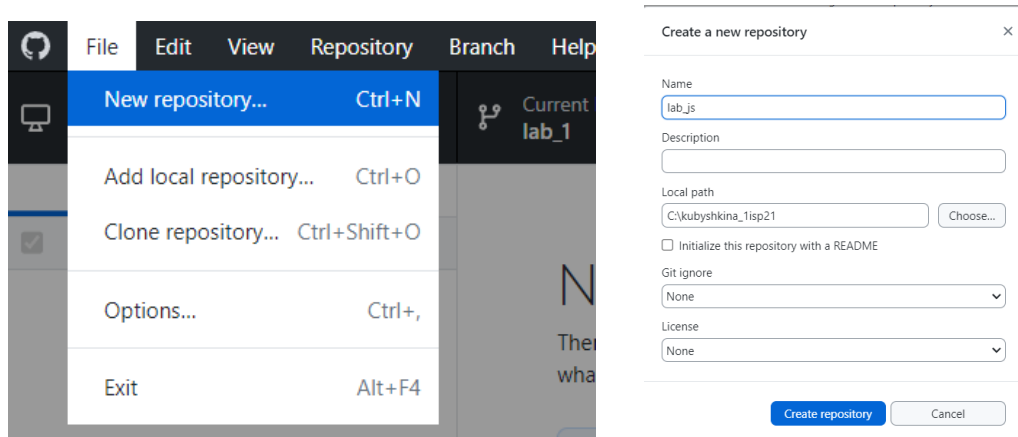 File Edit View Repository Branch Help
New repository... Ctrl+N
Current
lab_1
Add local repository... Ctrl+O
Clone repository... Ctrl+Shift+O
Options... Ctrl+,
Exit Alt+F4
N
Create a new repository
Name
lab_js
Description
Local path
C:\kubyshkina_1isp21
Choose...
Initialize this repository with a README
Git ignore
None
License
None
Create repository Cancel